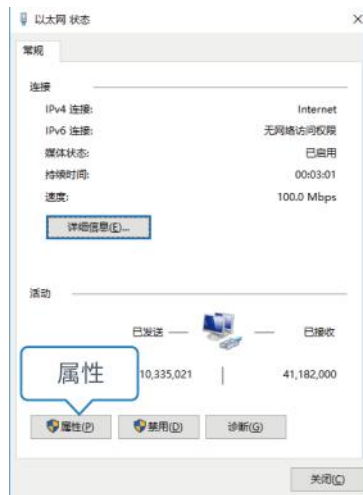 以太网 状态
常规
连接
IPv4 连接: Internet
IPv6 连接: 无网络访问权限
媒体状态: 已启用
持续时间: 00:03:01
速度: 100.0 Mbps
详细信息(E)...
活动
已发送 — — 已接收
属性
10,335,021 | 41,182,000
属性(P) 禁用(D) 诊断(G)
关闭(C)